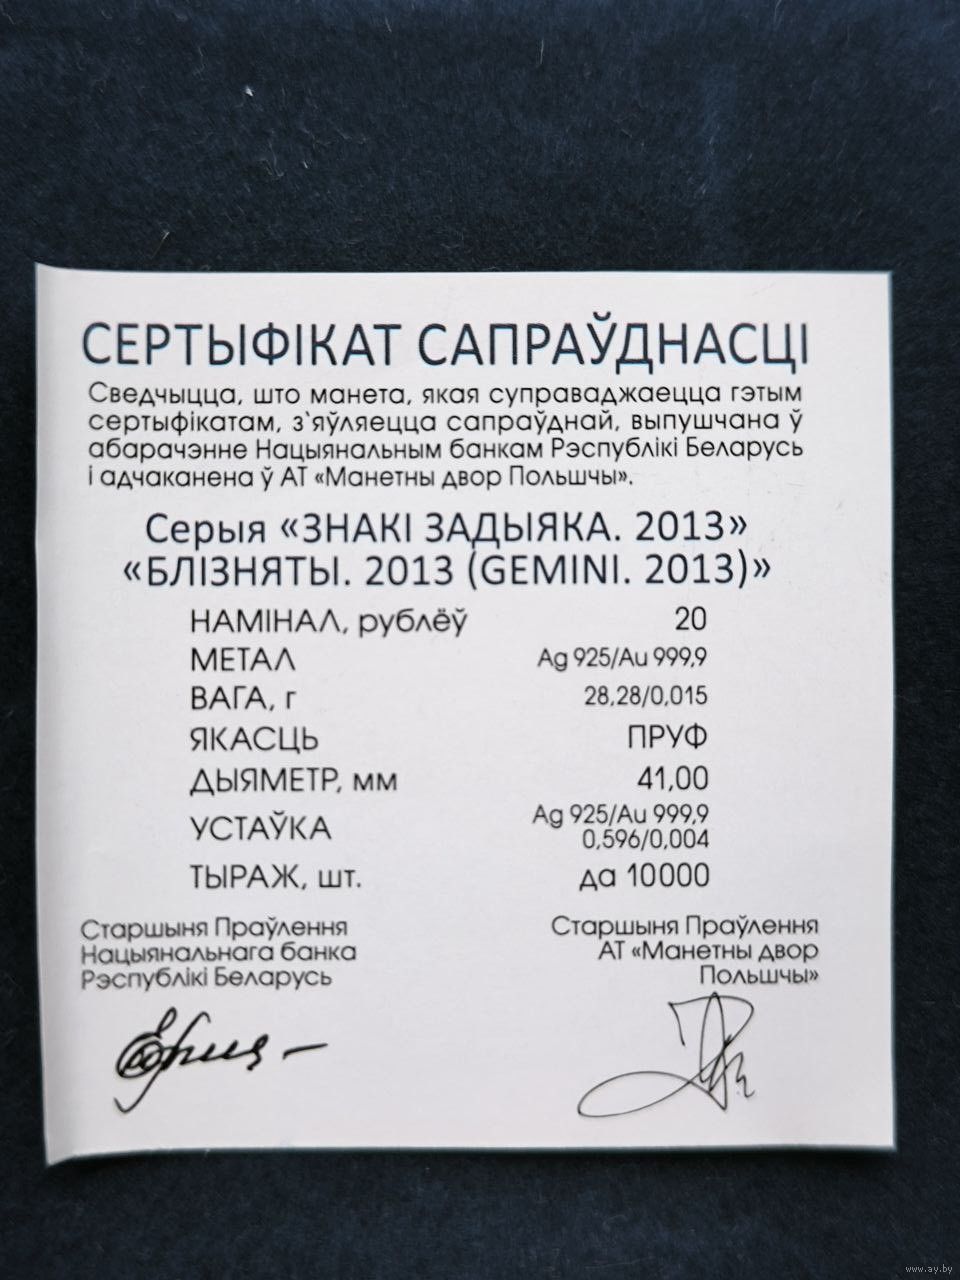 СЕРТЫФІКАТ САПРАЎДНАСЦІ
Сведчыцца, што манета, якая суправаджаецца гэтым
сертыфікатам, з`яўляецца сапраўднай, выпушчана ў
абарачэнне Нацыянальным банкам Рэспублікі Беларусь
і адчаканена ў АТ «Манетны двор Польшчы».
Серыя «ЗНАКІ ЗАДЫЯКА. 2013»
«БЛІЗНЯТЫ. 2013 (GEMINI. 2013)»
НАМІНАЛ, рублёў 20
МЕТАЛ Ag 925/Au 999,9
ВАГА, г 28,28/0,015
ЯКАСЦЬ ПРУФ
ДЫЯМЕТР, мм 41,00
УСТАЎКА Ag 925/Au 999,9
0,596/0,004
ТЫРАЖ, шт. да 10000
Старшыня Праўлення
Нацыянальнага банка
Рэспублікі Беларусь
Старшыня Праўлення
АТ «Манетны двор
Польшчы»
www.ay.by